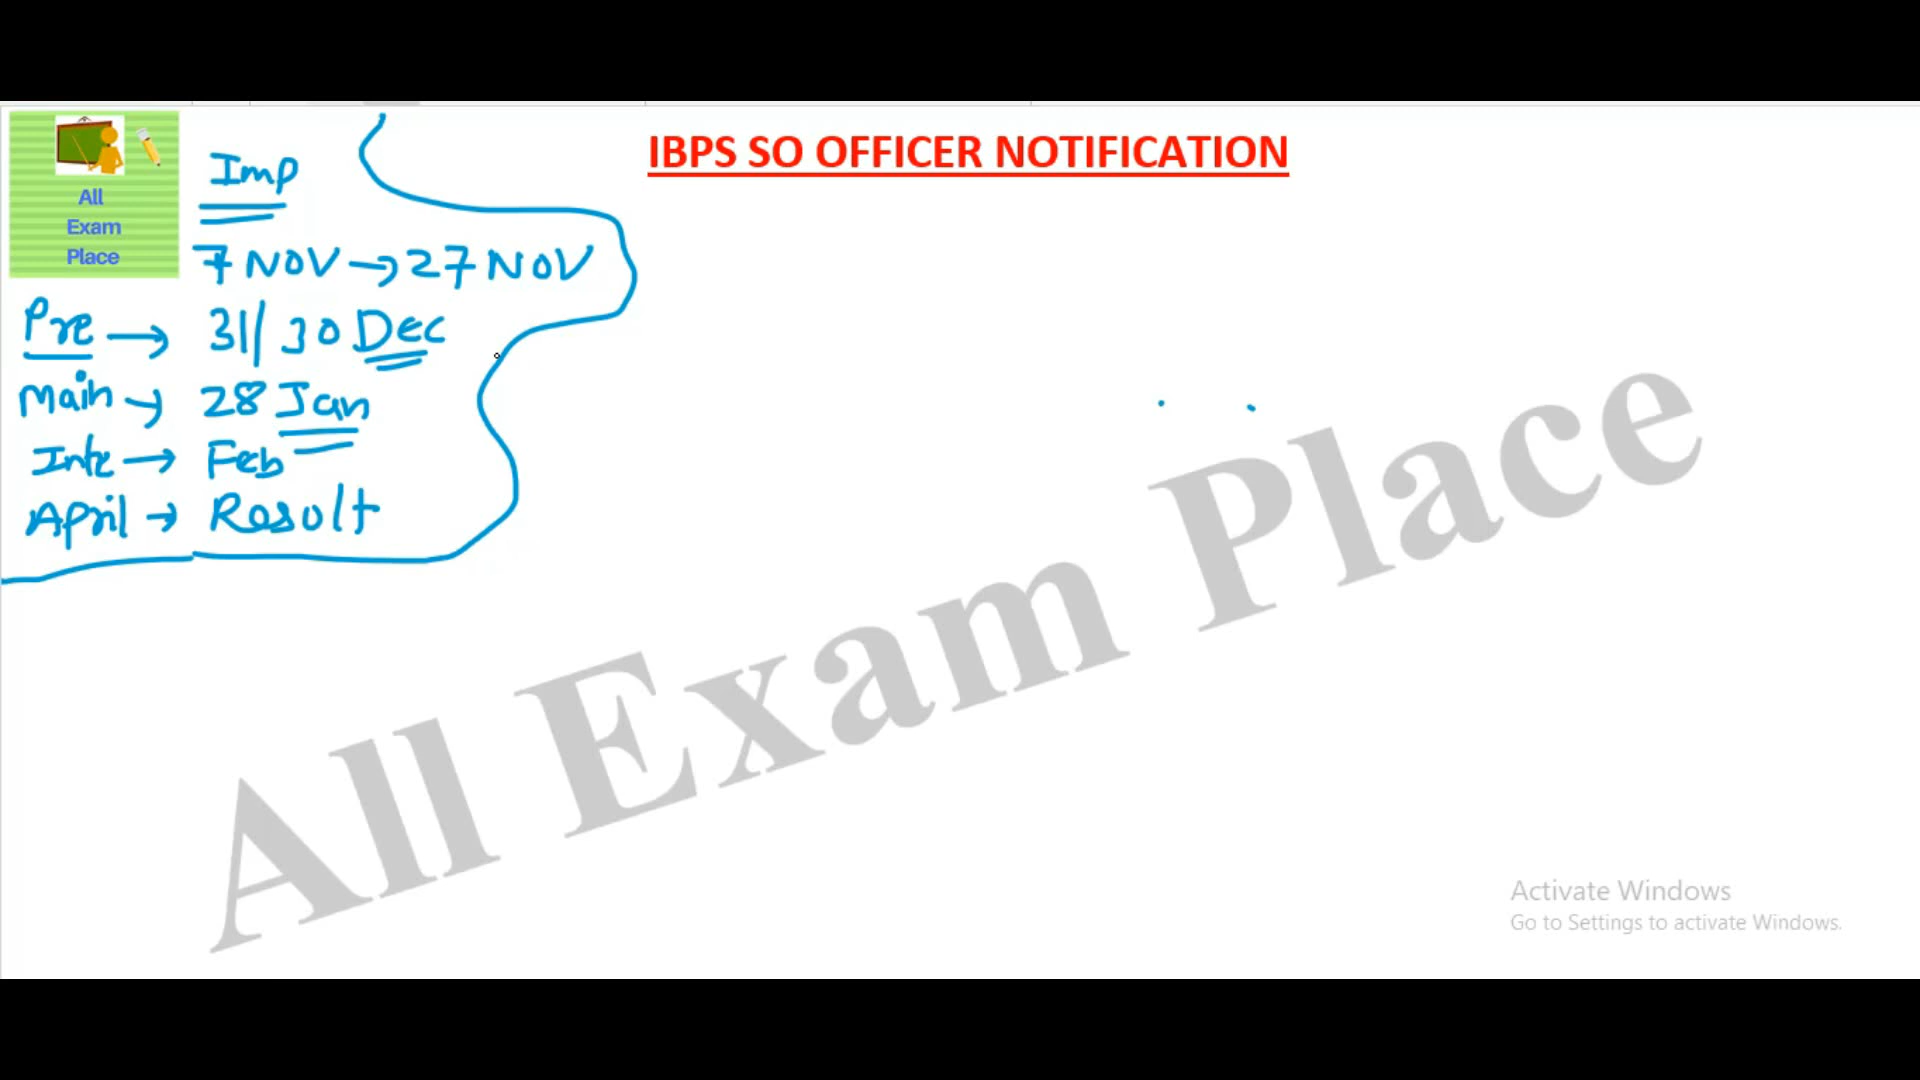 IBPS SO OFFICER NOTIFICATION
All
Exam
Place
Imp
7 NOV → 27 NOV
Pre → 31/30 Dec
Main → 28 Jan
Inte → Feb
April → Result
All Exam Place
Activate Windows
Go to Settings to activate Windows.